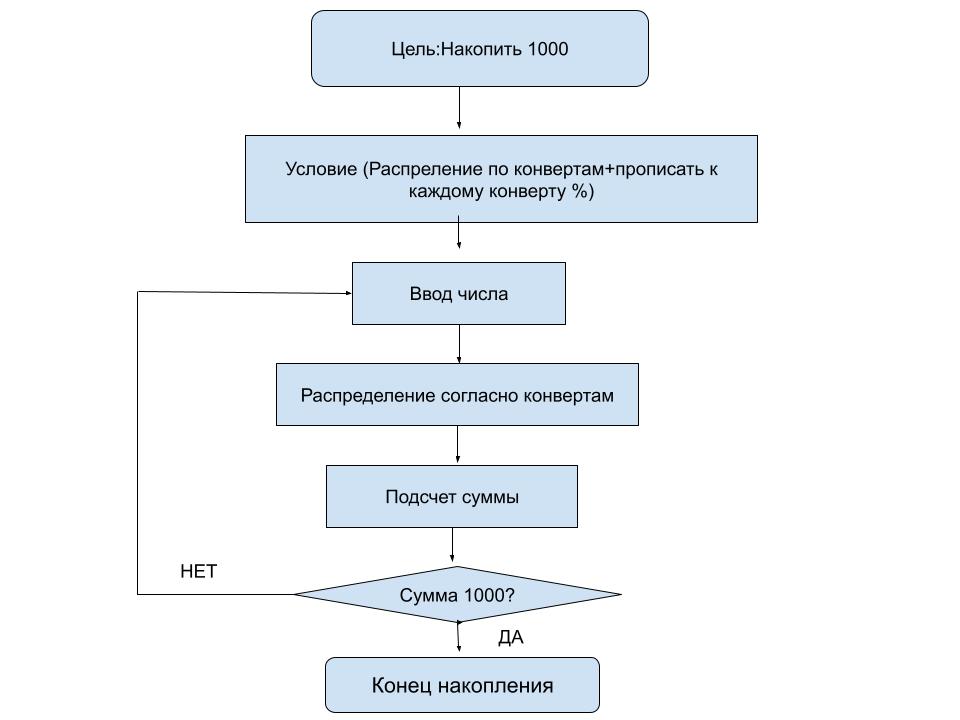 Цель:Накопить 1000
Условие (Распреление по конвертам+прописать к
каждому конверту %)
Ввод числа
Распределение согласно конвертам
Подсчет суммы
НЕТ
Сумма 1000?
ДА
Конец накопления